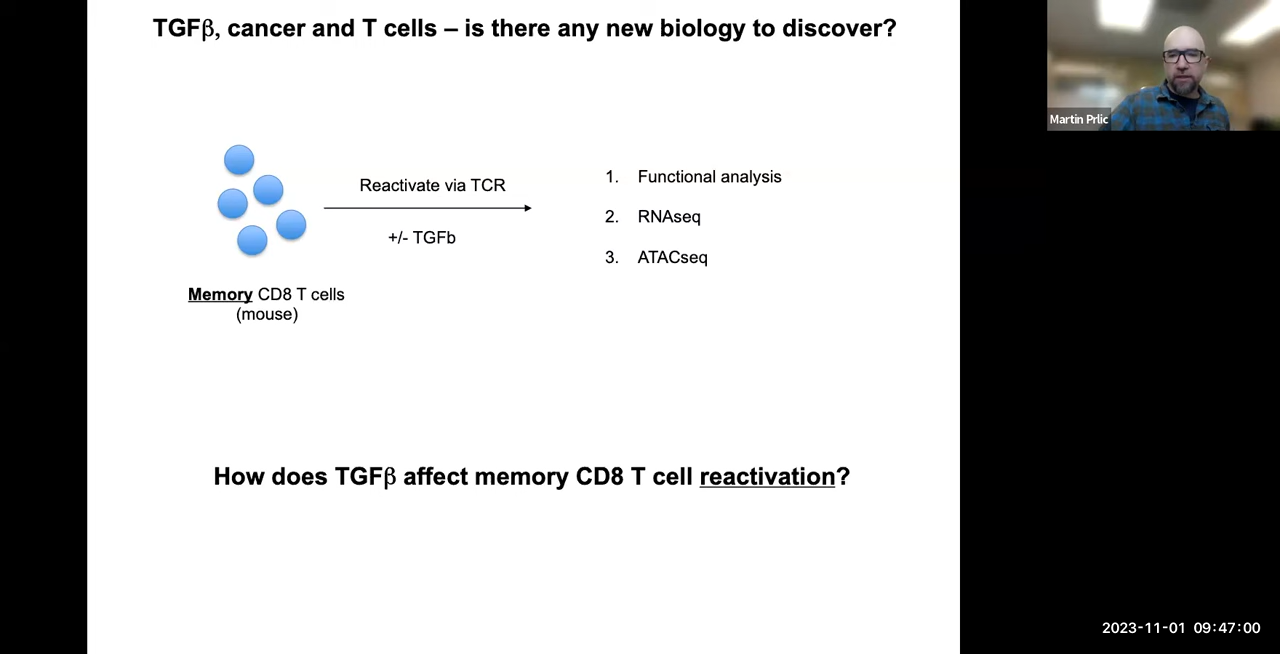 TGFβ, cancer and T cells – is there any new biology to discover?
Martin Prlic
Reactivate via TCR
+/- TGFb
1. Functional analysis
2. RNAseq
3. ATACseq
Memory CD8 T cells
(mouse)
How does TGFβ affect memory CD8 T cell reactivation?
2023-11-01 09:47:00